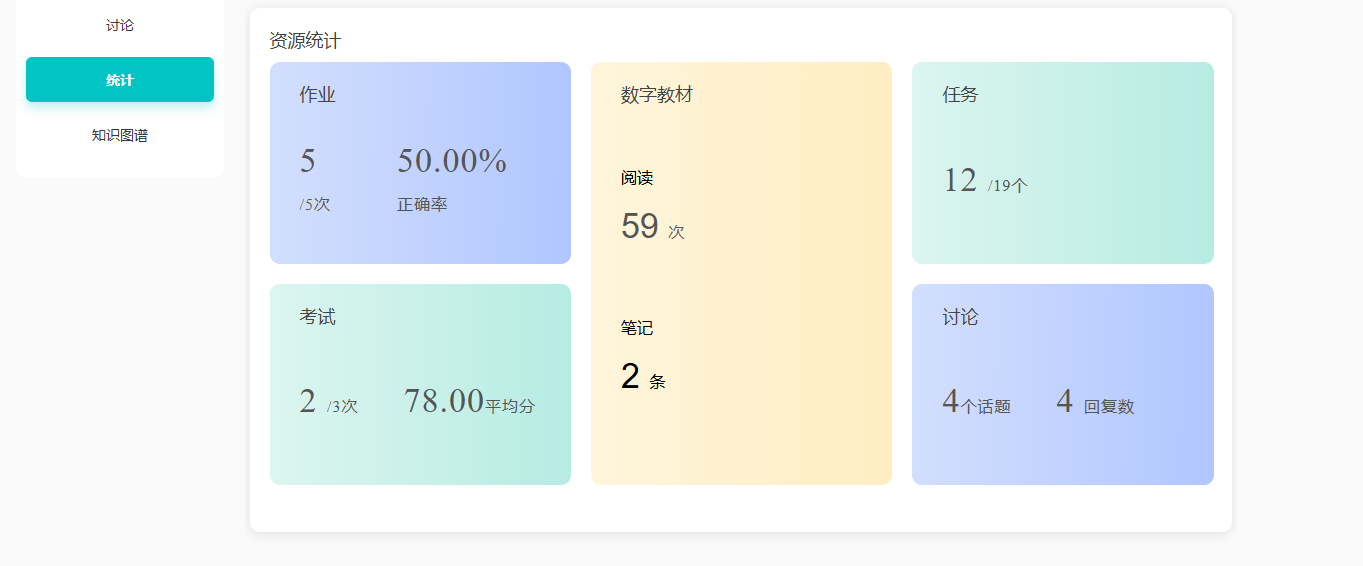 讨论
统计
知识图谱
资源统计
作业
5
/5次
50.00%
正确率
数字教材
阅读
59 次
笔记
2 条
任务
12 /19个
考试
2 /3次 78.00平均分
讨论
4个话题 4 回复数